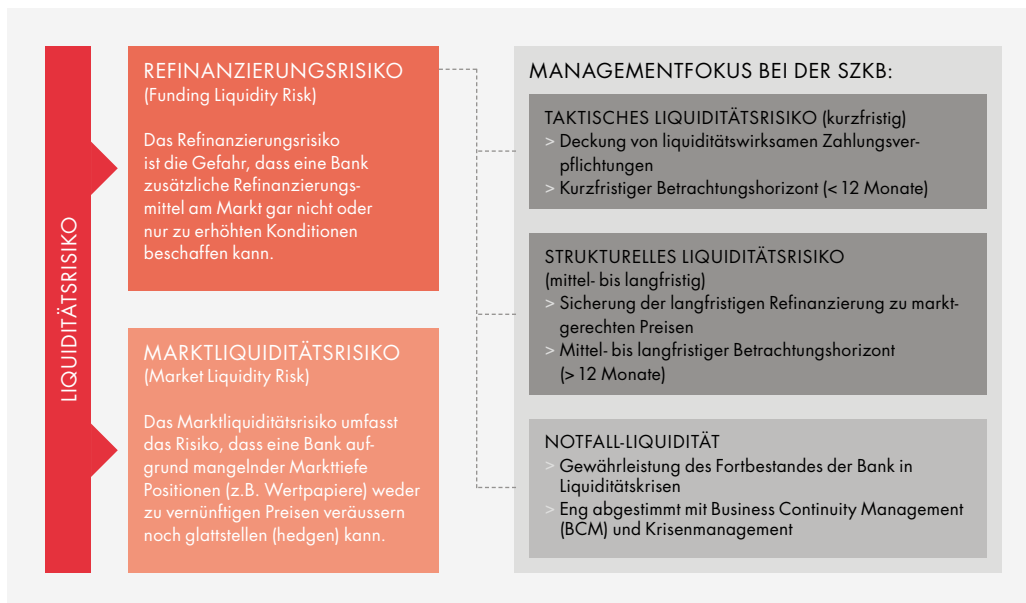 LIQUIDITÄTSRISIKO
REFINANZIERUNGSRISIKO
(Funding Liquidity Risk)
Das Refinanzierungsrisiko
ist die Gefahr, dass eine Bank
zusätzliche Refinanzierungs-
mittel am Markt gar nicht oder
nur zu erhöhten Konditionen
beschaffen kann.
MARKTLIQUIDITÄTSRISIKO
(Market Liquidity Risk)
Das Marktliquiditätsrisiko umfasst
das Risiko, dass eine Bank auf-
grund mangelnder Markttiefe
Positionen (z.B. Wertpapiere) weder
zu vernünftigen Preisen veräussern
noch glattstellen (hedgen) kann.
MANAGEMENTFOKUS BEI DER SZKB:
TAKTISCHES LIQUIDITÄTSRISIKO (kurzfristig)
> Deckung von liquiditätswirksamen Zahlungsver-
pflichtungen
> Kurzfristiger Betrachtungshorizont (< 12 Monate)
STRUKTURELLES LIQUIDITÄTSRISIKO
(mittel- bis langfristig)
> Sicherung der langfristigen Refinanzierung zu markt-
gerechten Preisen
> Mittel- bis langfristiger Betrachtungshorizont
(> 12 Monate)
NOTFALL-LIQUIDITÄT
> Gewährleistung des Fortbestandes der Bank in
Liquiditätskrisen
> Eng abgestimmt mit Business Continuity Management
(BCM) und Krisenmanagement